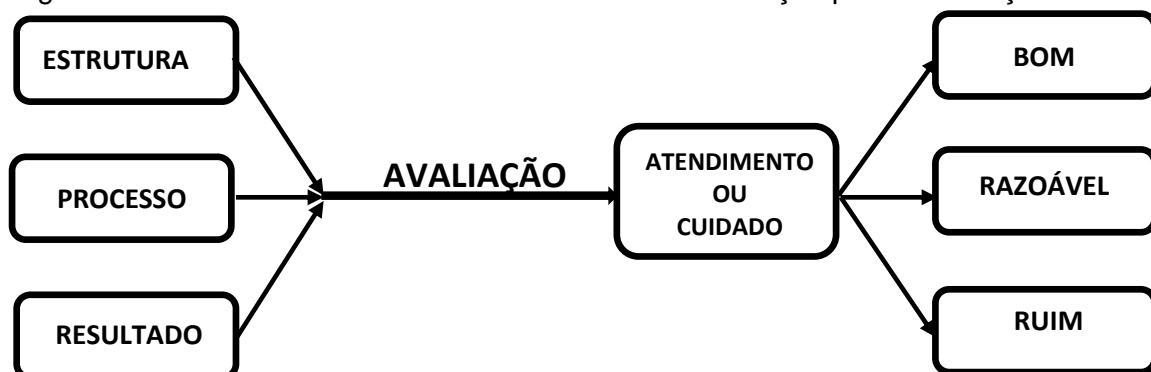 ESTRUTURA
PROCESSO
RESULTADO
AVALIAÇÃO
ATENDIMENTO
OU
CUIDADO
BOM
RAZOÁVEL
RUIM